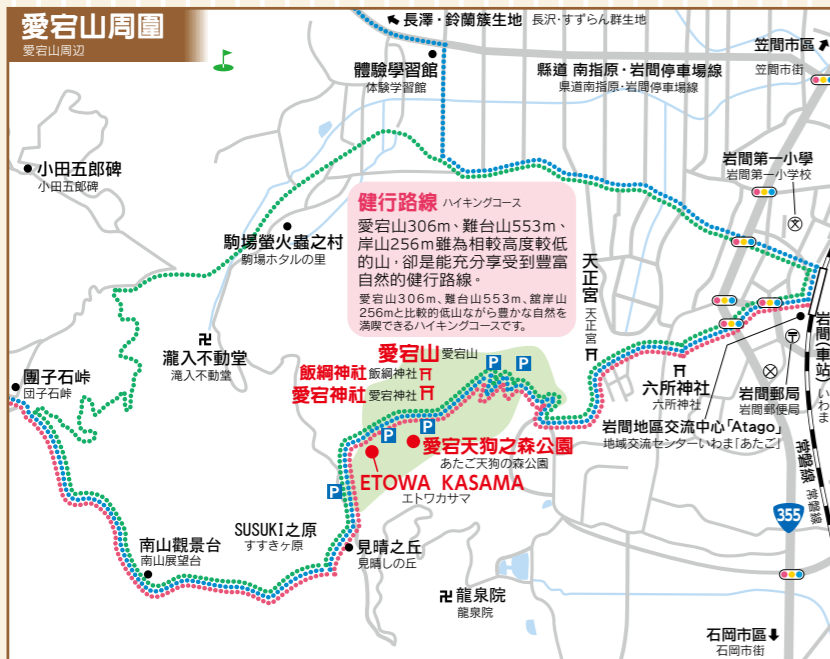 愛宕山周圍
愛宕山周辺
長澤・鈴蘭簇生地 長沢・すずらん群生地
笠間市區
笠間市街
體驗學習館
体験学習館
縣道 南指原・岩間停車場線
県道南指原・岩間停車場線
小田五郎碑
小田五郎碑
岩間第一小學
岩間第一小学校
文
健行路線 ハイキングコース
愛宕山306m、難台山553m、
岸山256m雖為相較高度較低
的山，卻是能充分享受到豐富
自然的健行路線。
愛宕山306m、難台山553m、舘岸山
256mと比較的低山ながら豊かな自然を
満喫できるハイキングコースです。
駒場螢火蟲之村
駒場ホタルの里
天正宮 天正宮
瀧入不動堂
滝入不動堂
愛宕山 愛宕山
飯綱神社 飯綱神社
愛宕神社 愛宕神社
P
P
P
P
P
團子石峠
団子石峠
六所神社
六所神社
岩間(車站) いわま
岩間郵局
岩間郵便局
岩間地區交流中心「Atago」
地域交流センターいわま「あたご」
愛宕天狗之森公園
あたご天狗の森公園
ETOWA KASAMA
エトワカサマ
常磐線 常磐線
355
SUSUKI之原
すすきヶ原
南山觀景台
南山展望台
見晴之丘
見晴しの丘
龍泉院
龍泉院
石岡市區
石岡市街